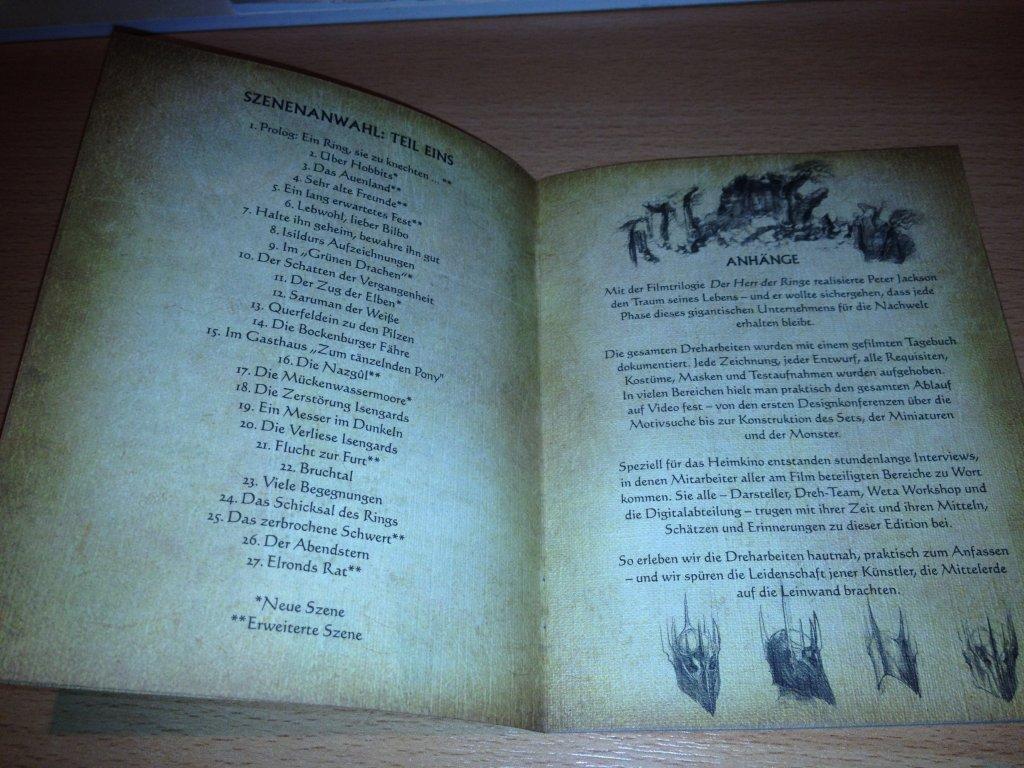 SZENENANWAHL: TEIL EINS
1. Prolog: Ein Ring, sie zu knechten ... **
2. Über Hobbits*
3. Das Auenland**
4. Sehr alte Freunde**
5. Ein lang erwartetes Fest**
6. Lebwohl, lieber Bilbo
7. Halte ihn geheim, bewahre ihn gut
8. Isildurs Aufzeichnungen
9. Im „Grünen Drachen“*
10. Der Schatten der Vergangenheit
11. Der Zug der Elben*
12. Saruman der Weiße
13. Querfeldein zu den Pilzen
14. Die Bockenburger Fähre
15. Im Gasthaus „Zum tänzelnden Pony"
16. Die Nazgûl**
17. Die Mückenwassermoore*
18. Die Zerstörung Isengards
19. Ein Messer im Dunkeln
20. Die Verliese Isengards
21. Flucht zur Furt**
22. Bruchtal
23. Viele Begegnungen
24. Das Schicksal des Rings
25. Das zerbrochene Schwert**
26. Der Abendstern
27. Elronds Rat**
*Neue Szene
**Erweiterte Szene
ANHÄNGE
Mit der Filmtrilogie Der Herr der Ringe realisierte Peter Jackson
den Traum seines Lebens – und er wollte sichergehen, dass jede
Phase dieses gigantischen Unternehmens für die Nachwelt
erhalten bleibt.
Die gesamten Dreharbeiten wurden mit einem gefilmten Tagebuch
dokumentiert. Jede Zeichnung, jeder Entwurf, alle Requisiten,
Kostüme, Masken und Testaufnahmen wurden aufgehoben.
In vielen Bereichen hielt man praktisch den gesamten Ablauf
auf Video fest – von den ersten Designkonferenzen über die
Motivsuche bis zur Konstruktion des Sets, der Miniaturen
und der Monster.
Speziell für das Heimkino entstanden stundenlange Interviews,
in denen Mitarbeiter aller am Film beteiligten Bereiche zu Wort
kommen. Sie alle – Darsteller, Dreh-Team, Weta Workshop und
die Digitalabteilung – trugen mit ihrer Zeit und ihren Mitteln,
Schätzen und Erinnerungen zu dieser Edition bei.
So erleben wir die Dreharbeiten hautnah, praktisch zum Anfassen
– und wir spüren die Leidenschaft jener Künstler, die Mittelerde
auf die Leinwand brachten.